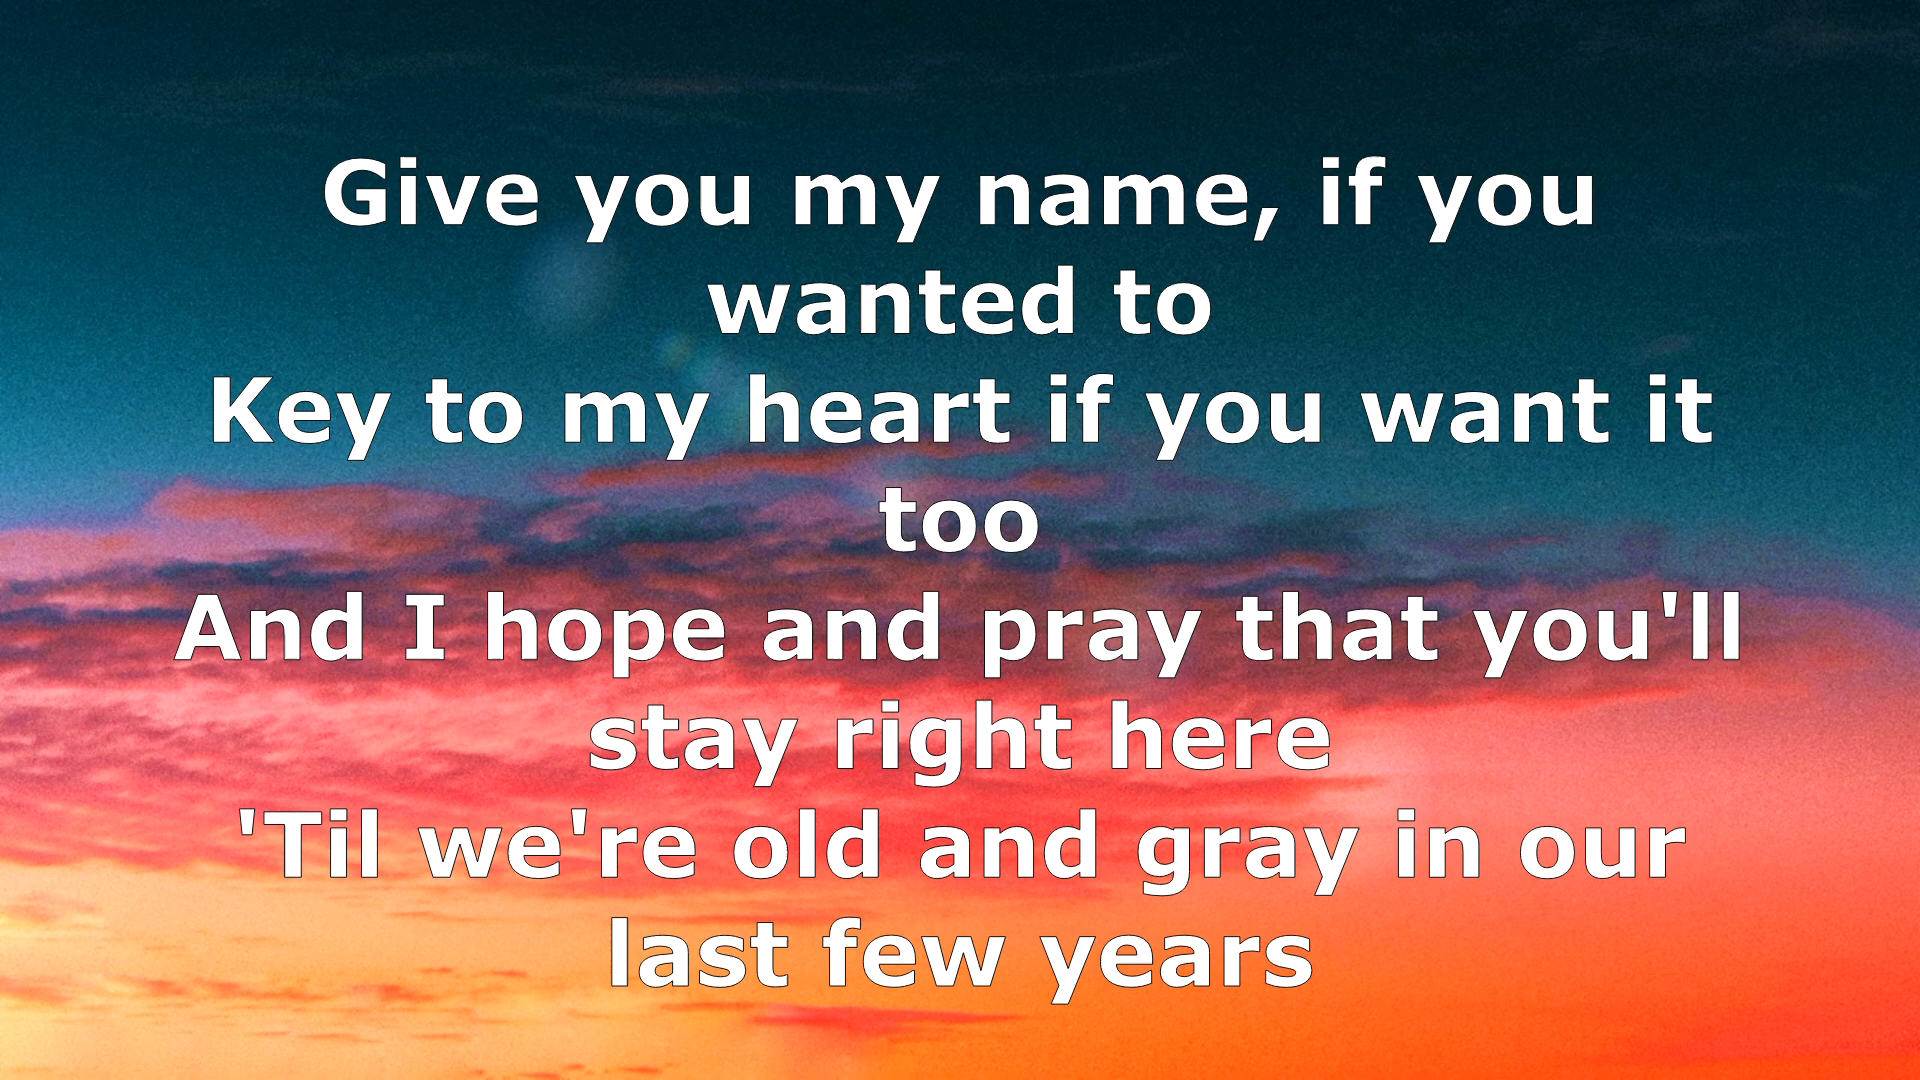 Give you my name, if you
wanted to
Key to my heart if you want it
too
And I hope and pray that you'll
stay right here
'Til we're old and gray in our
last few years